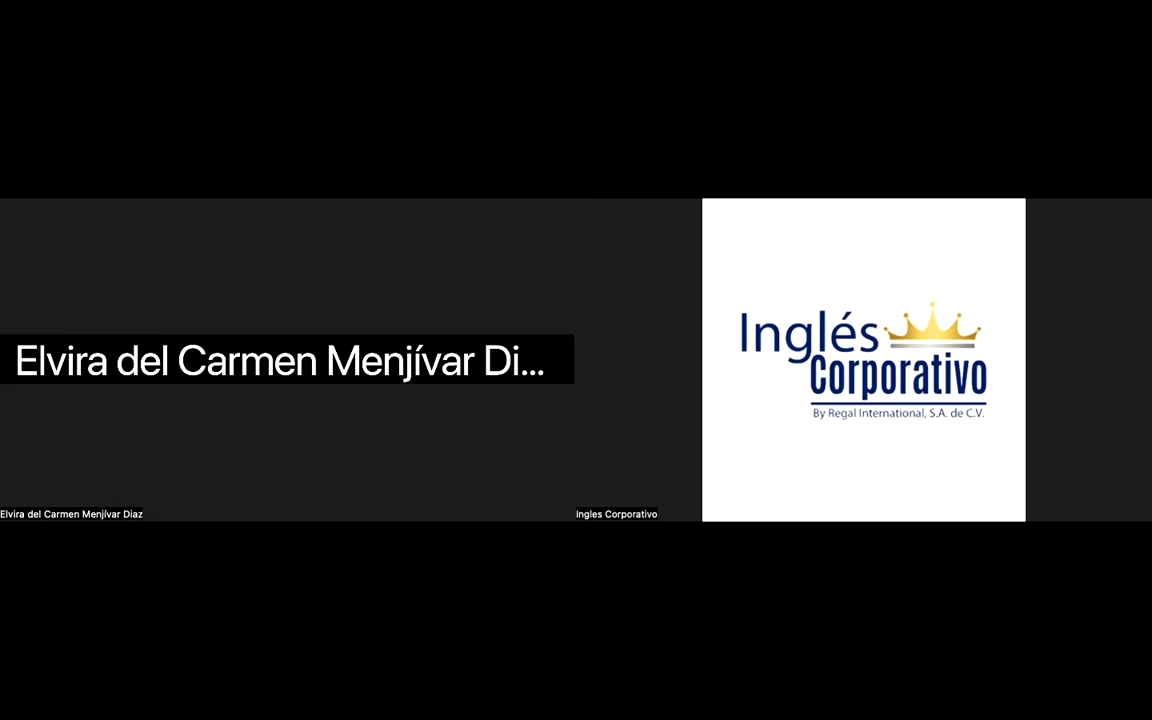 Elvira del Carmen Menjívar Di...
Elvira del Carmen Menjívar Diaz
Inglés
Corporativo
By Regal International, S.A. de C.V.
Ingles Corporativo